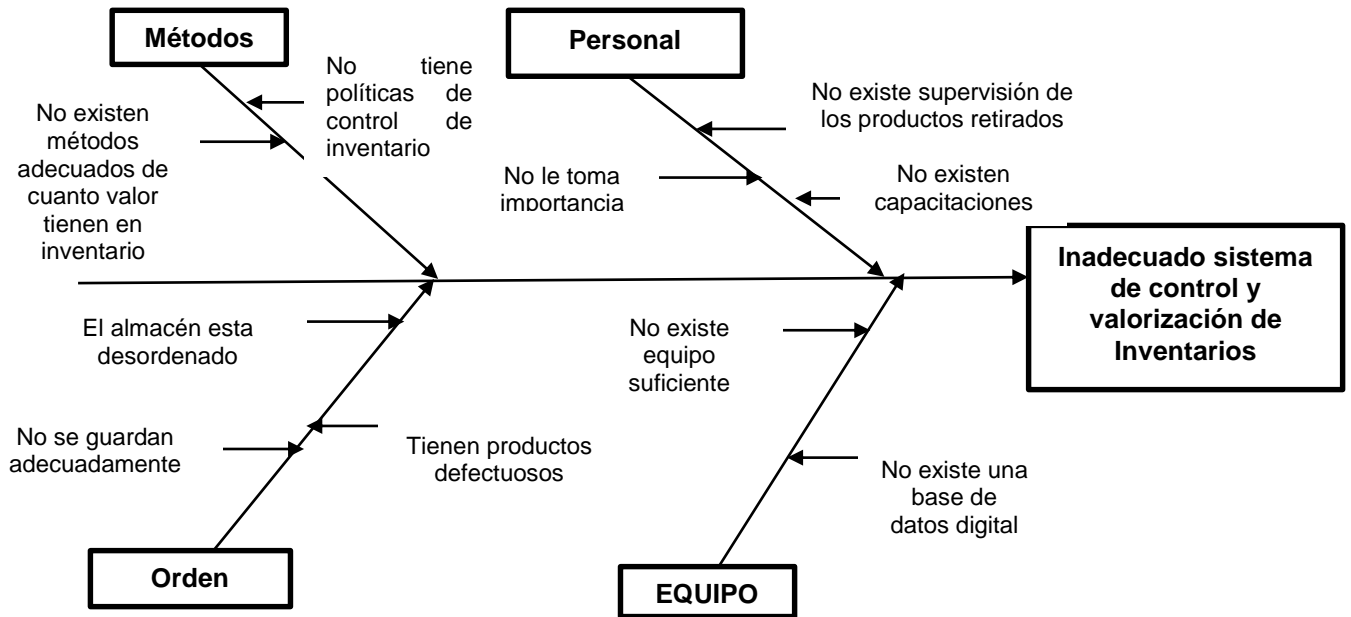 Métodos
Personal
No tiene
políticas de
control de
inventario
No existen
métodos
adecuados de
cuanto valor
tienen en
inventario
No existe supervisión de
los productos retirados
No le toma
importancia
No existen
capacitaciones
Inadecuado sistema
de control y
valorización de
Inventarios
El almacén esta
desordenado
No existe
equipo
suficiente
No se guardan
adecuadamente
Tienen productos
defectuosos
No existe una
base de
datos digital
Orden
EQUIPO